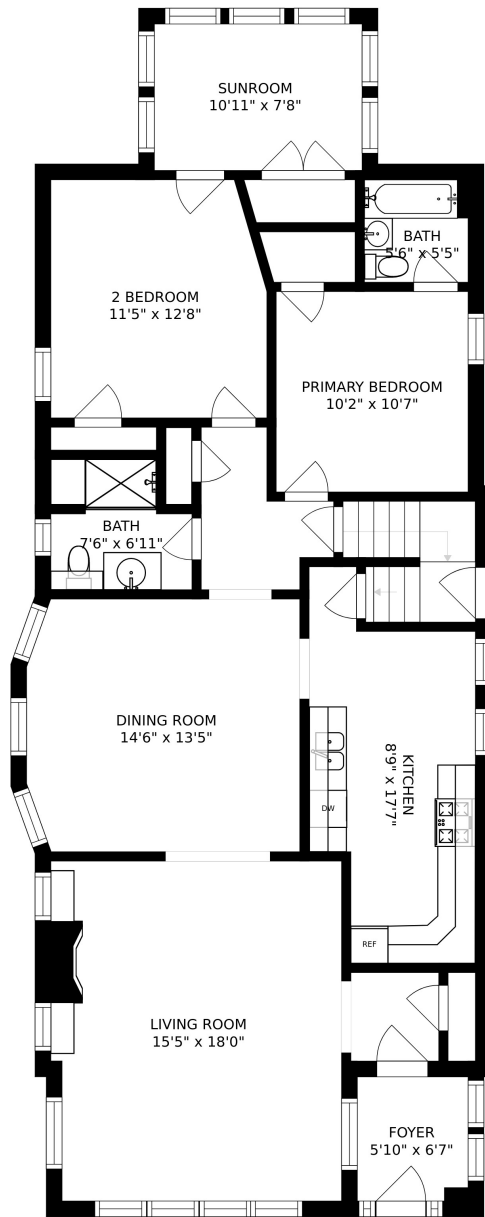 SUNROOM
10'11" x 7'8"
BATH
5'6" x 5'5"
2 BEDROOM
11'5" x 12'8"
PRIMARY BEDROOM
10'2" x 10'7"
BATH
7'6" x 6'11"
DINING ROOM
14'6" x 13'5"
KITCHEN
8'9" x 17'7"
DW
REF
LIVING ROOM
15'5" x 18'0"
FOYER
5'10" x 6'7"